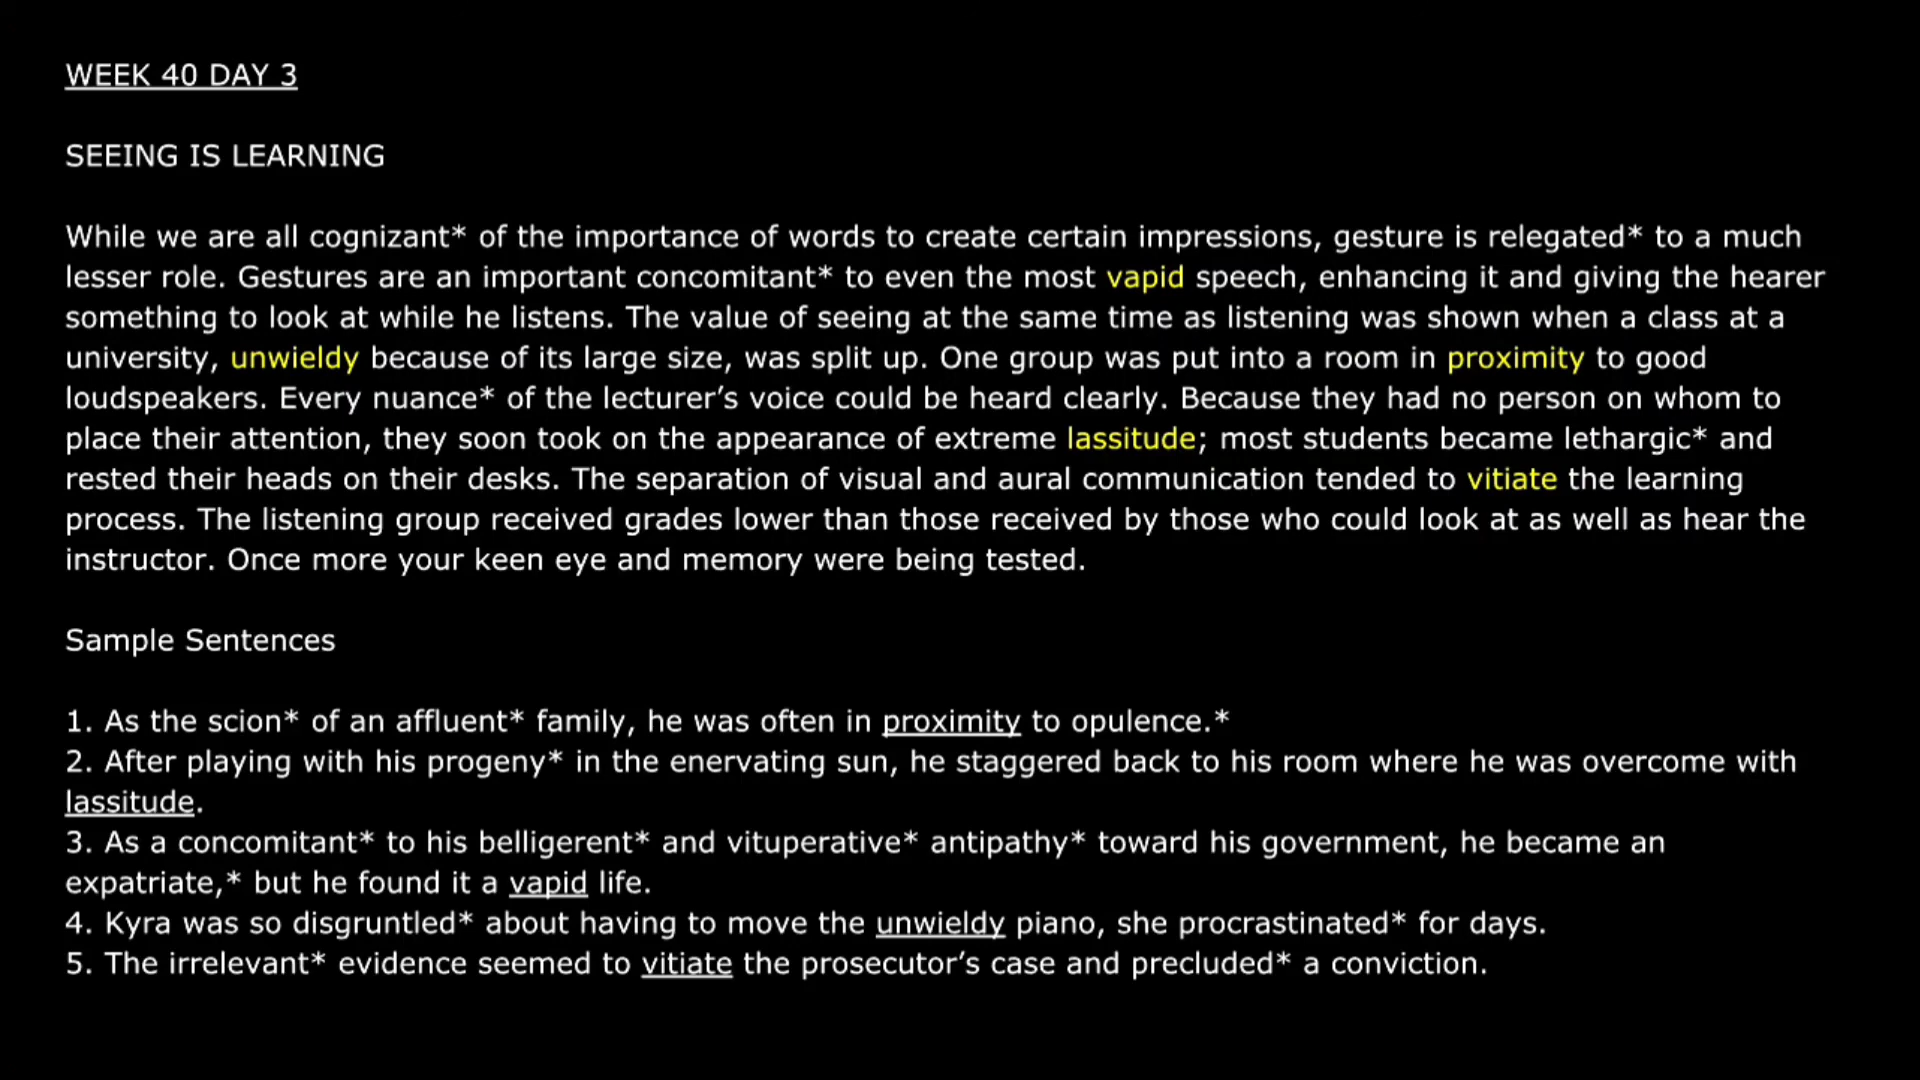 WEEK 40 DAY 3
SEEING IS LEARNING
While we are all cognizant* of the importance of words to create certain impressions, gesture is relegated* to a much
lesser role. Gestures are an important concomitant* to even the most vapid speech, enhancing it and giving the hearer
something to look at while he listens. The value of seeing at the same time as listening was shown when a class at a
university, unwieldy because of its large size, was split up. One group was put into a room in proximity to good
loudspeakers. Every nuance* of the lecturer’s voice could be heard clearly. Because they had no person on whom to
place their attention, they soon took on the appearance of extreme lassitude; most students became lethargic* and
rested their heads on their desks. The separation of visual and aural communication tended to vitiate the learning
process. The listening group received grades lower than those received by those who could look at as well as hear the
instructor. Once more your keen eye and memory were being tested.
Sample Sentences
1. As the scion* of an affluent* family, he was often in proximity to opulence.*
2. After playing with his progeny* in the enervating sun, he staggered back to his room where he was overcome with
lassitude.
3. As a concomitant* to his belligerent* and vituperative* antipathy* toward his government, he became an
expatriate,* but he found it a vapid life.
4. Kyra was so disgruntled* about having to move the unwieldy piano, she procrastinated* for days.
5. The irrelevant* evidence seemed to vitiate the prosecutor’s case and precluded* a conviction.